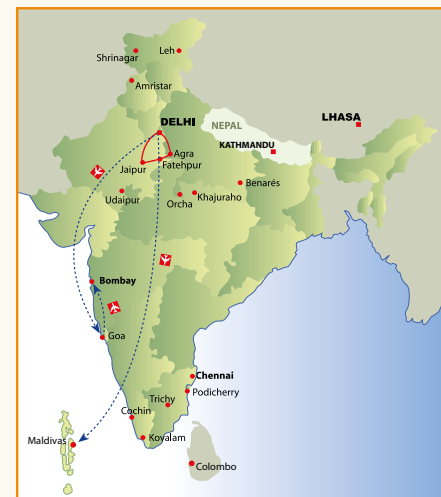 Leh
Shrinagar
Amristar
DELHI
NEPAL
LHASA
KATHMANDU
Agra
Fatehpur
Jaipur
Benarés
Khajuraho
Orcha
Udaipur
Bombay
Goa
Chennai
Podicherry
Trichy
Cochin
Kovalam
Maldivas
Colombo